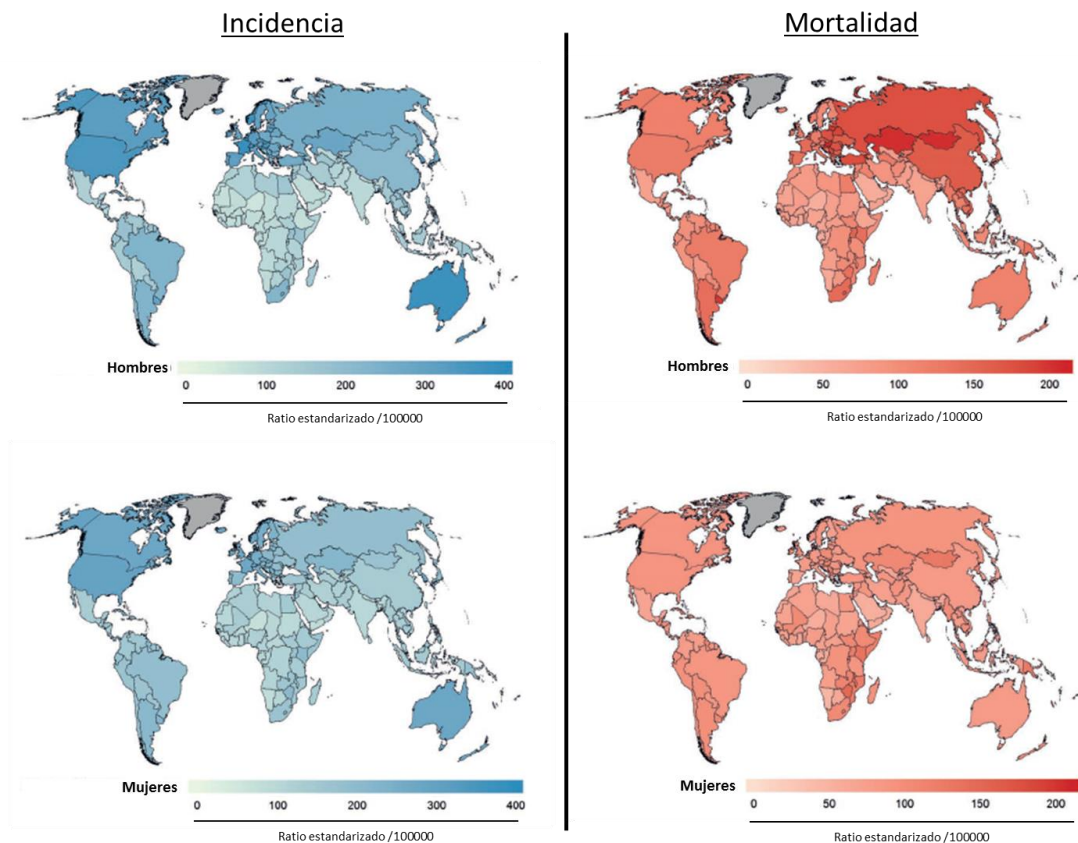 Incidencia
Mortalidad
Hombres
0 100 200 300 400
Ratio estandarizado /100000
Hombres
0 50 100 150 200
Ratio estandarizado /100000
Mujeres
0 100 200 300 400
Ratio estandarizado /100000
Mujeres
0 50 100 150 200
Ratio estandarizado /100000